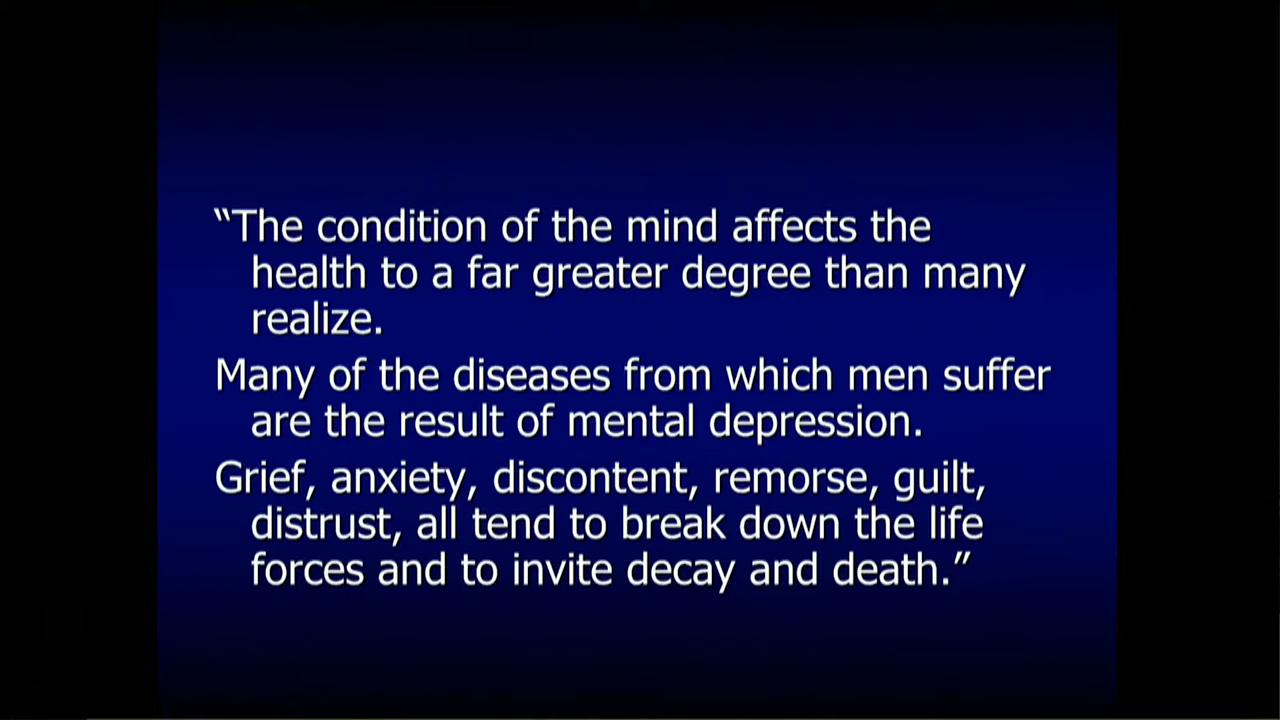 “The condition of the mind affects the
health to a far greater degree than many
realize.
Many of the diseases from which men suffer
are the result of mental depression.
Grief, anxiety, discontent, remorse, guilt,
distrust, all tend to break down the life
forces and to invite decay and death.”